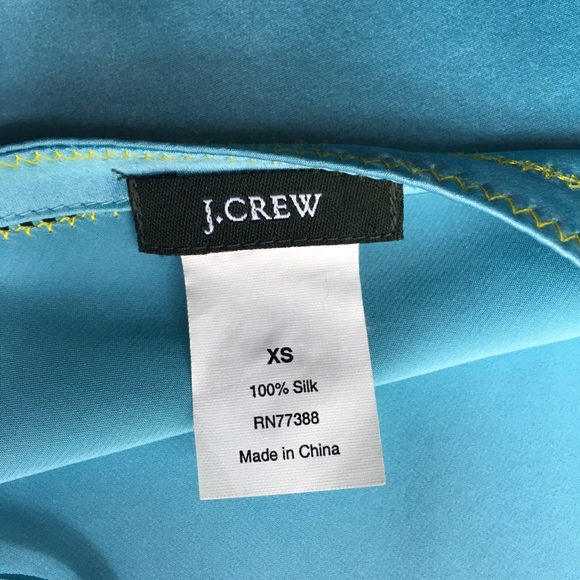 J.CREW
XS
100% Silk
RN77388
Made in China